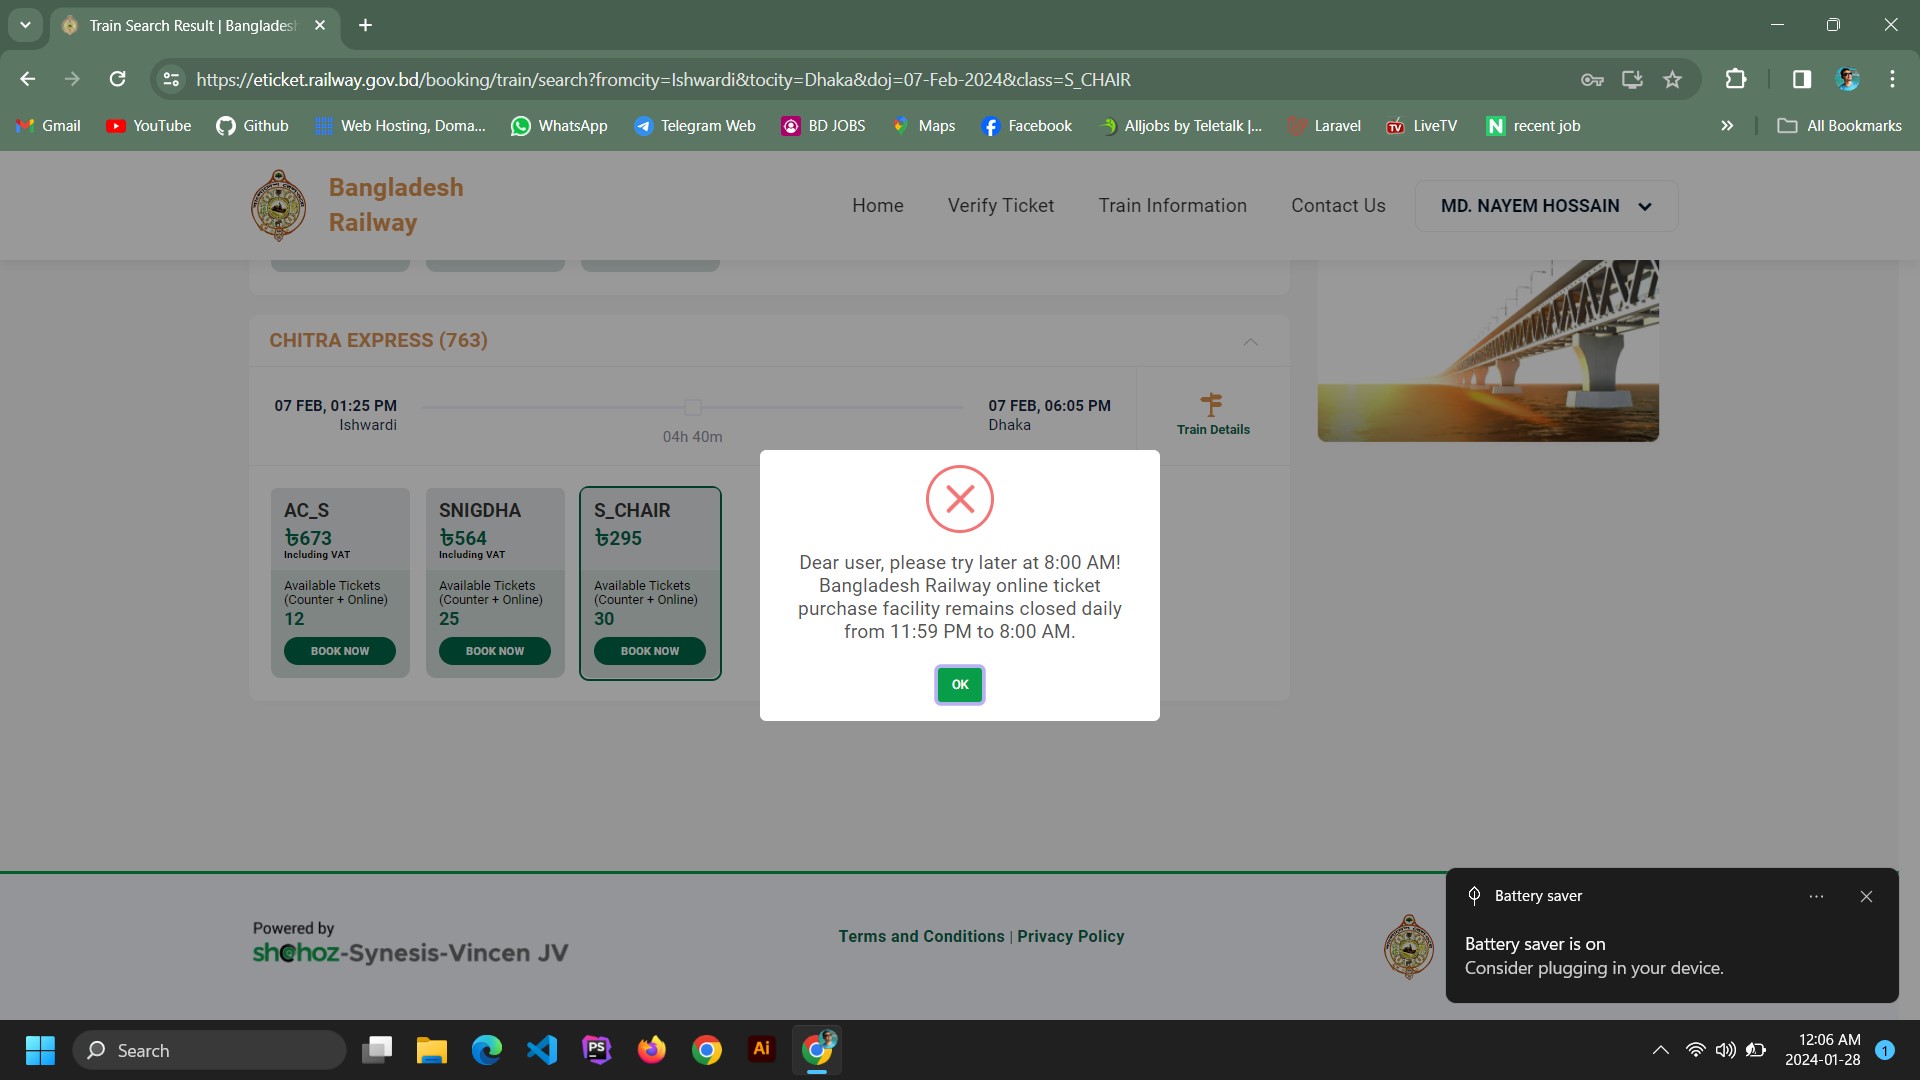 Train Search Result | Bangladesh
https://eticket.railway.gov.bd/booking/train/search?fromcity=Ishwardi&tocity=Dhaka&doj=07-Feb-2024&class=S_CHAIR
Gmail YouTube Github Web Hosting, Doma... WhatsApp Telegram Web BD JOBS Maps Facebook Alljobs by Teletalk |... Laravel LiveTV recent job » All Bookmarks
Bangladesh
Railway
Home Verify Ticket Train Information Contact Us MD. NAYEM HOSSAIN
CHITRA EXPRESS (763)
07 FEB, 01:25 PM
Ishwardi
04h 40m
07 FEB, 06:05 PM
Dhaka
Train Details
AC_S
৳673
Including VAT
Available Tickets
(Counter + Online)
12
BOOK NOW
SNIGDHA
৳564
Including VAT
Available Tickets
(Counter + Online)
25
BOOK NOW
S_CHAIR
৳295
Available Tickets
(Counter + Online)
30
BOOK NOW
Dear user, please try later at 8:00 AM!
Bangladesh Railway online ticket
purchase facility remains closed daily
from 11:59 PM to 8:00 AM.
OK
Powered by
shohoz-Synesis-Vincen JV
Terms and Conditions | Privacy Policy
Battery saver
Battery saver is on
Consider plugging in your device.
Search
PS
Ai
12:06 AM
2024-01-28
1